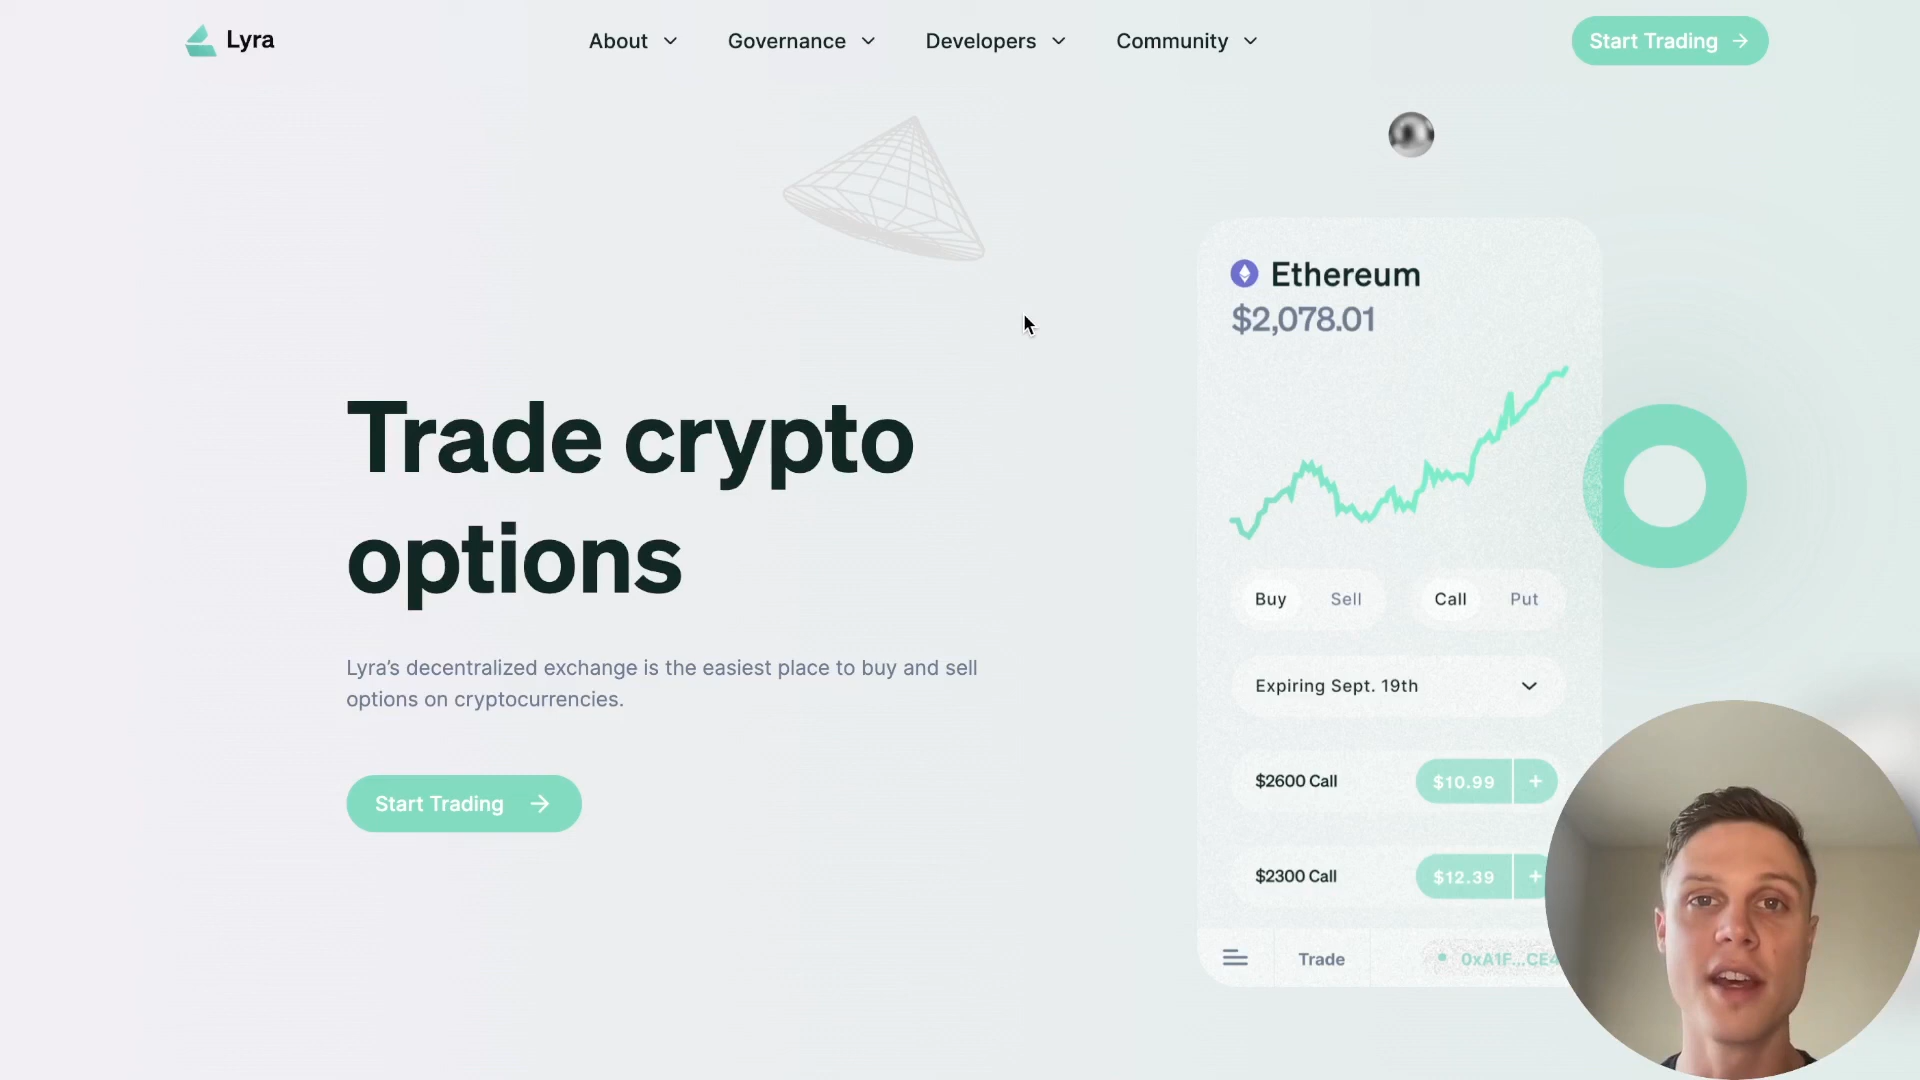 Lyra
About
Governance
Developers
Community
Start Trading
Trade crypto
options
Lyra's decentralized exchange is the easiest place to buy and sell
options on cryptocurrencies.
Start Trading
Ethereum
$2,078.01
Buy
Sell
Call
Put
Expiring Sept. 19th
$2600 Call
$10.99 +
$2300 Call
$12.39 +
Trade
0xA1F...CE4